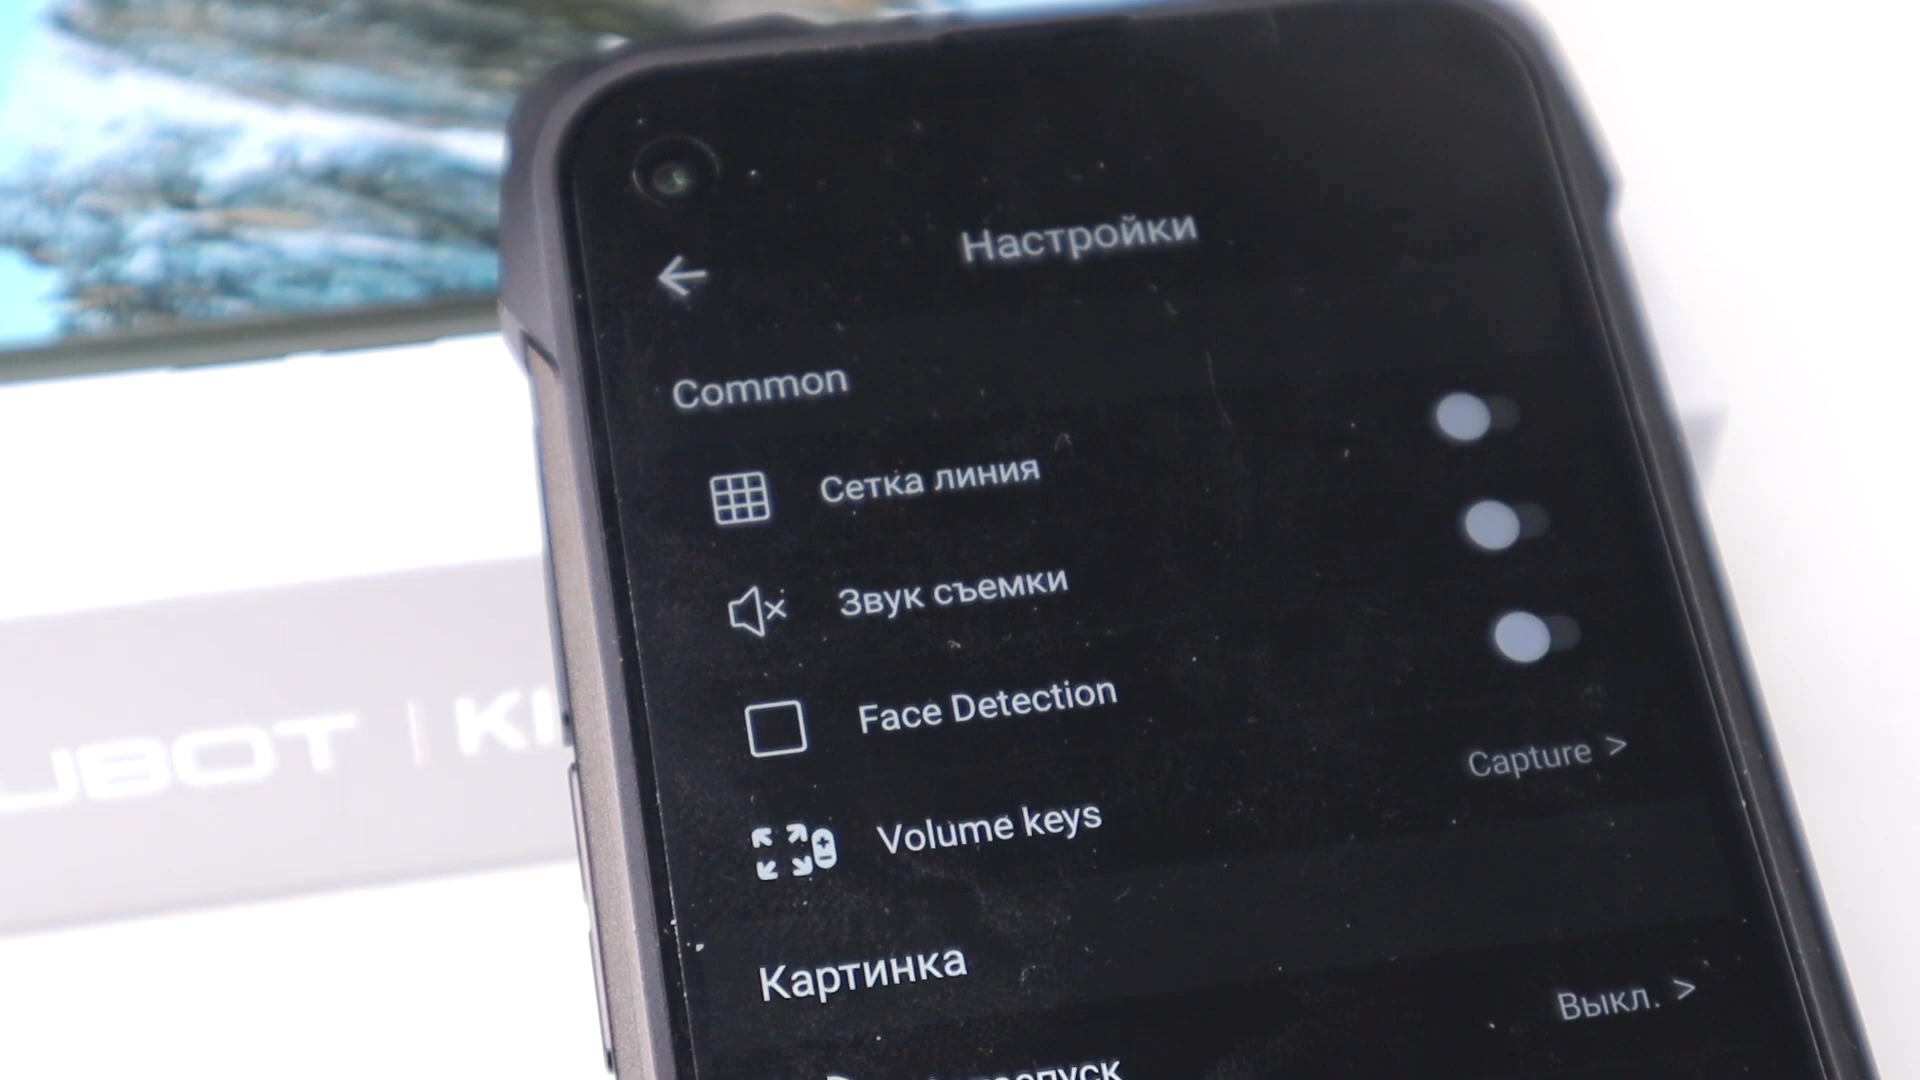 Настройки
Common
Сетка линия
Звук съемки
Face Detection
Volume keys
Capture >
Картинка
Выкл. >